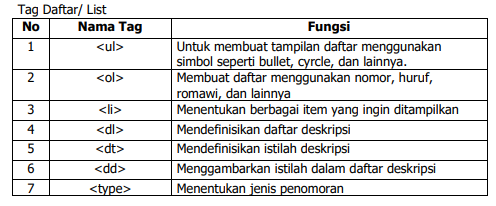 Tag Daftar/ List
No Nama Tag Fungsi
1 <ul> Untuk membuat tampilan daftar menggunakan
simbol seperti bullet, cyrcle, dan lainnya.
2 <ol> Membuat daftar menggunakan nomor, huruf,
romawi, dan lainnya
3 <li> Menentukan berbagai item yang ingin ditampilkan
4 <dl> Mendefinisikan daftar deskripsi
5 <dt> Mendefinisikan istilah deskripsi
6 <dd> Menggambarkan istilah dalam daftar deskripsi
7 <type> Menentukan jenis penomoran